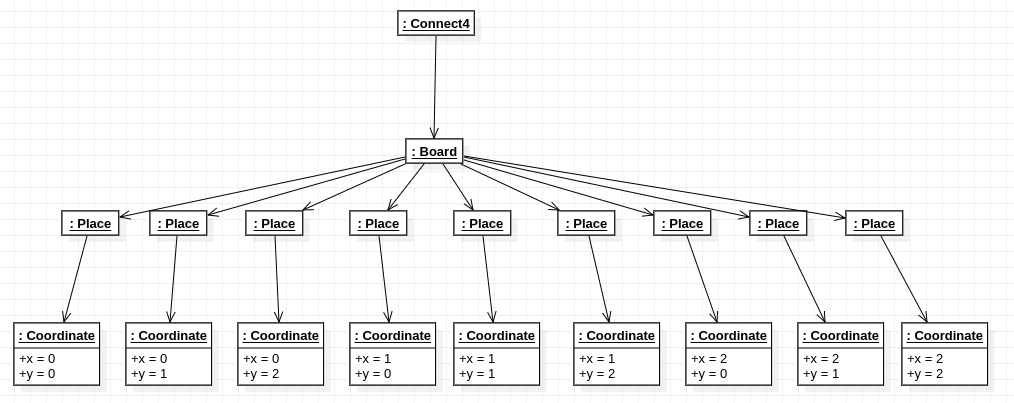 : Connect4
: Board
: Place : Place : Place : Place : Place : Place : Place : Place : Place
: Coordinate : Coordinate : Coordinate : Coordinate : Coordinate : Coordinate : Coordinate : Coordinate : Coordinate
+x = 0 +x = 0 +x = 0 +x = 1 +x = 1 +x = 1 +x = 2 +x = 2 +x = 2
+y = 0 +y = 1 +y = 2 +y = 0 +y = 1 +y = 2 +y = 0 +y = 1 +y = 2